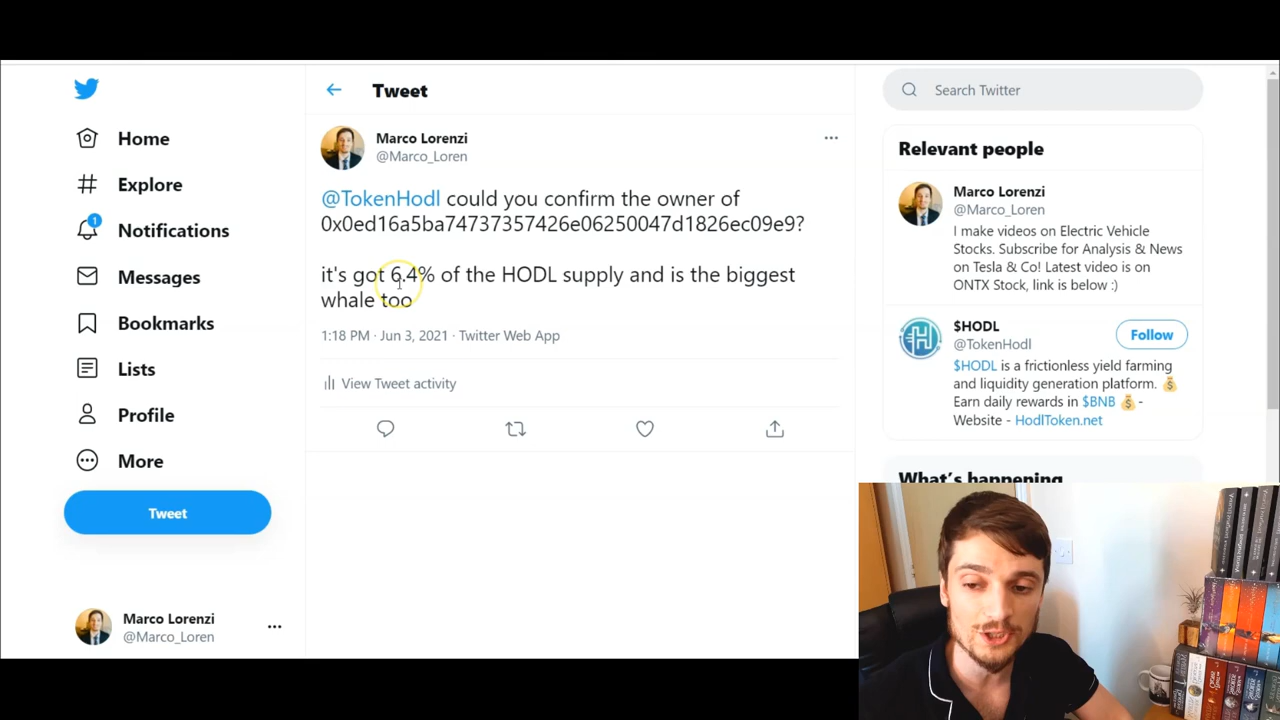 Home
Explore
1
Notifications
Messages
Bookmarks
Lists
Profile
More
Tweet
Marco Lorenzi
@Marco_Loren
Tweet
Marco Lorenzi
@Marco_Loren
@TokenHodl could you confirm the owner of
0x0ed16a5ba74737357426e06250047d1826ec09e9?
it's got 6.4% of the HODL supply and is the biggest
whale too
1:18 PM · Jun 3, 2021 · Twitter Web App
View Tweet activity
Search Twitter
Relevant people
Marco Lorenzi
@Marco_Loren
I make videos on Electric Vehicle
Stocks. Subscribe for Analysis & News
on Tesla & Co! Latest video is on
ONTX Stock, link is below :)
$HODL
@TokenHodl
Follow
$HODL is a frictionless yield farming
and liquidity generation platform. 💰
Earn daily rewards in $BNB 💰 -
Website - HodlToken.net
What's happening